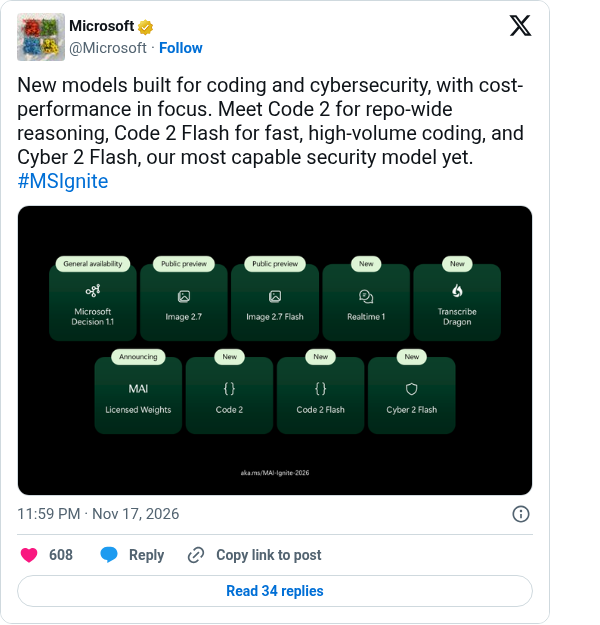 Microsoft
@Microsoft · Follow
X
New models built for coding and cybersecurity, with cost-
performance in focus. Meet Code 2 for repo-wide
reasoning, Code 2 Flash for fast, high-volume coding, and
Cyber 2 Flash, our most capable security model yet.
#MSIgnite
General availability
Microsoft
Decision 1.1
Public preview
Image 2.7
Public preview
Image 2.7 Flash
New
Realtime 1
New
Transcribe
Dragon
Announcing
MAI
Licensed Weights
New
{ }
Code 2
New
{ }
Code 2 Flash
New
Cyber 2 Flash
aka.ms/MAI-Ignite-2026
11:59 PM · Nov 17, 2026
608
Reply
Copy link to post
Read 34 replies